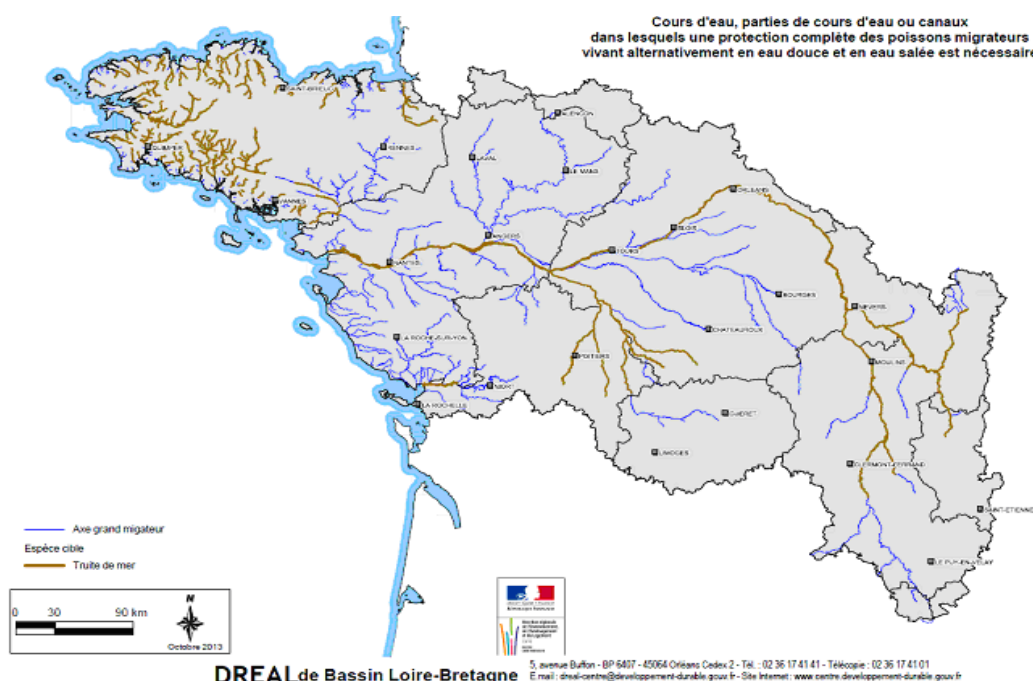 Cours d'eau, parties de cours d'eau ou canaux
dans lesquels une protection complète des poissons migrateurs
vivant alternativement en eau douce et en eau salée est nécessaire
SAINT-BRIEUC
ALENCON
QUIMPER
RENNES
LAVAL
LE MANS
ORLEANS
VANNES
BLOIS
ANGERS
TOURS
NANTES
BOURGES
NEVERS
CHATEAUROUX
LA ROCHE-SUR-YON
POITIERS
MOULINS
NIORT
LA ROCHELLE
GUERET
LIMOGES
CLERMONT-FERRAND
SAINT-ETIENNE
LE PUY-EN-VELAY
Axe grand migateur
Espèce cible
Truite de mer
0 30 90 km
N
Octobre 2013
DREAL de Bassin Loire-Bretagne
5, avenue Buffon - BP 6407 - 45064 Orléans Cedex 2 - Tél. : 02 36 17 41 41 - Télécopie : 02 36 17 41 01
E.mail : dreal-centre@developpement-durable.gouv.fr - Site Internet : www.centre.developpement-durable.gouv.fr